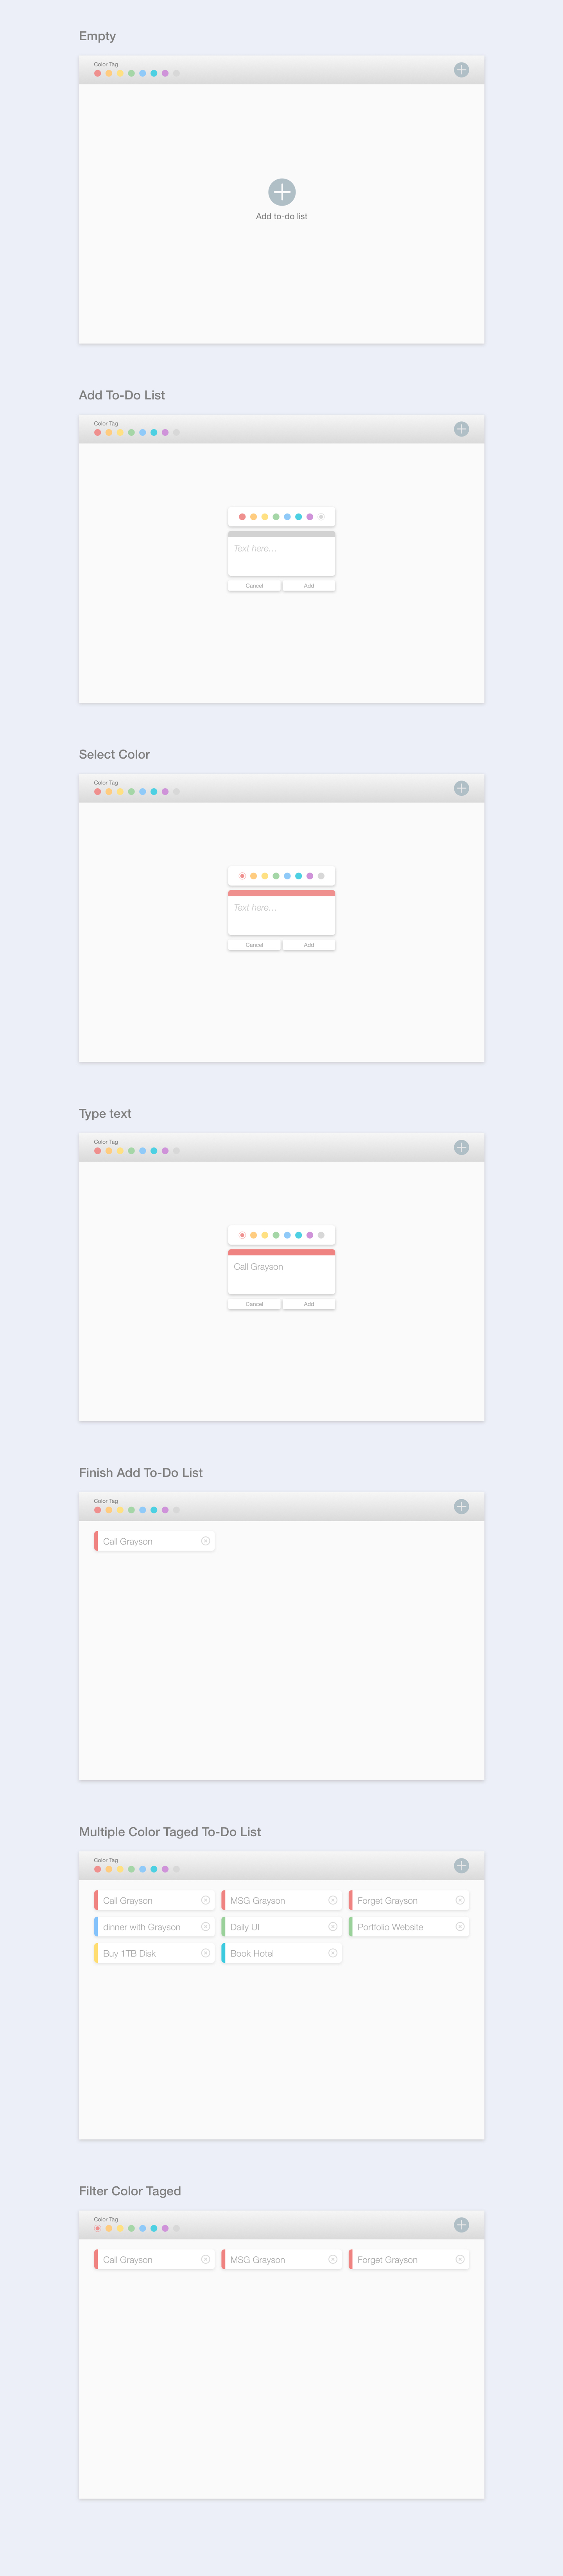 Empty
Color Tag
Add to-do list
Add To-Do List
Color Tag
Text here...
Cancel
Add
Select Color
Color Tag
Text here...
Cancel
Add
Type text
Color Tag
Call Grayson
Cancel
Add
Finish Add To-Do List
Color Tag
Call Grayson
Multiple Color Taged To-Do List
Color Tag
Call Grayson
MSG Grayson
Forget Grayson
dinner with Grayson
Daily UI
Portfolio Website
Buy 1TB Disk
Book Hotel
Filter Color Taged
Color Tag
Call Grayson
MSG Grayson
Forget Grayson